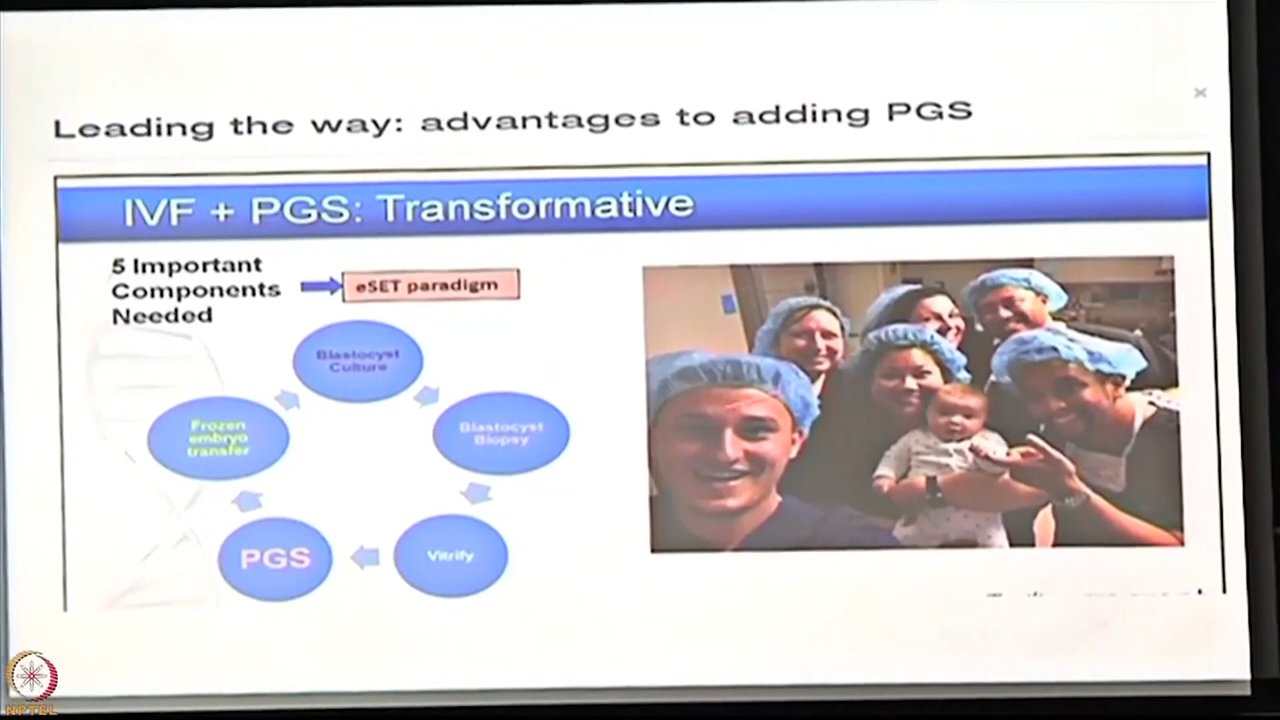 Leading the way: advantages to adding PGS
×
IVF + PGS: Transformative
5 Important
Components
Needed
eSET paradigm
Blastocyst
Culture
Blastocyst
Biopsy
Vitrify
PGS
Frozen
embryo
transfer
NPTEL